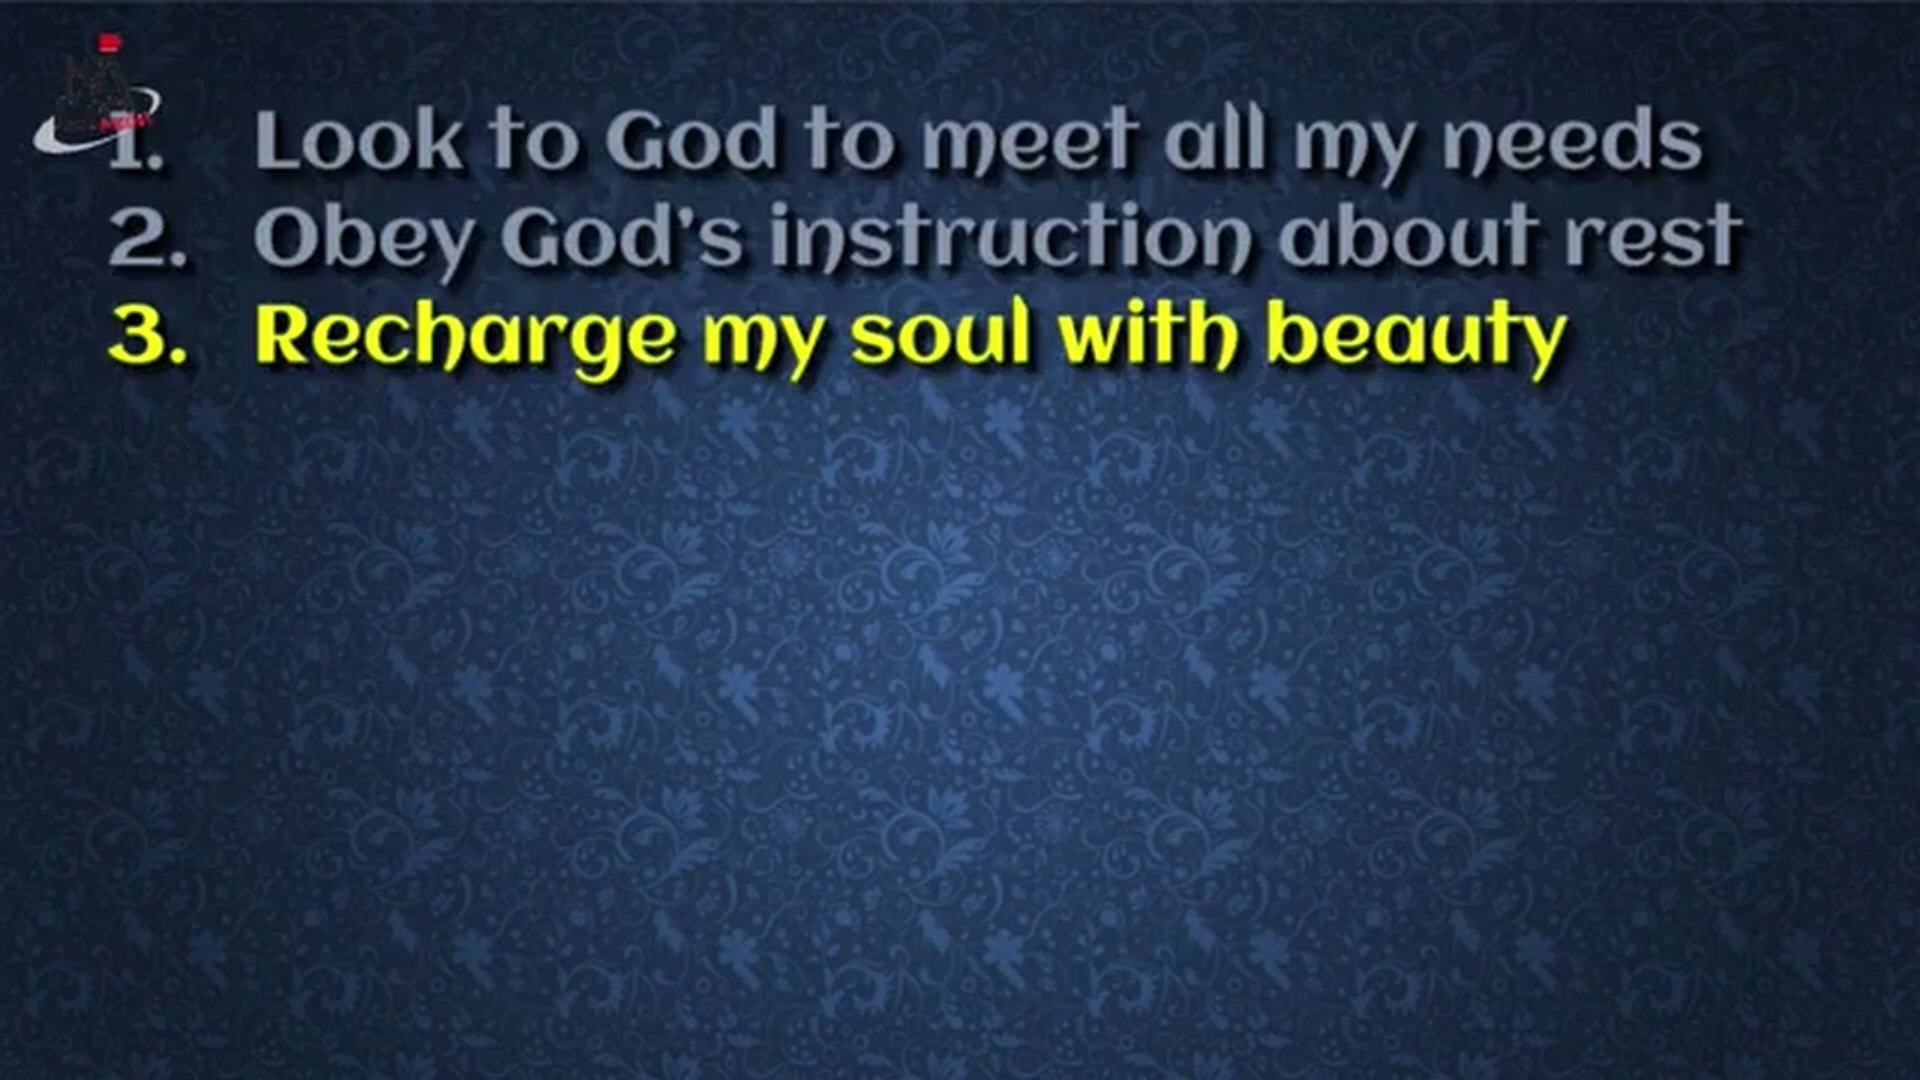 1. Look to God to meet all my needs
2. Obey God's instruction about rest
3. Recharge my soul with beauty